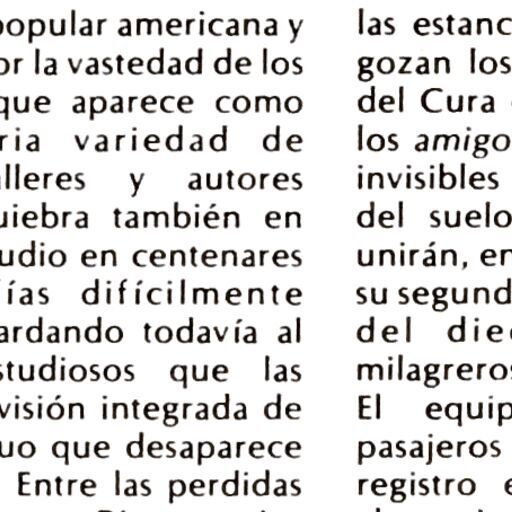 popular americana y
or la vastedad de los
que aparece como
ria variedad de
lleres y autores
uiebra también en
udio en centenares
ías difícilmente
ardando todavía al
studiosos que las
visión integrada de
uo que desaparece
Entre las perdidas
las estanc
gozan los
del Cura
los amigo
invisibles
del suelo
unirán, en
su segund
del diec
milagreros
El equip
pasajeros
registro e